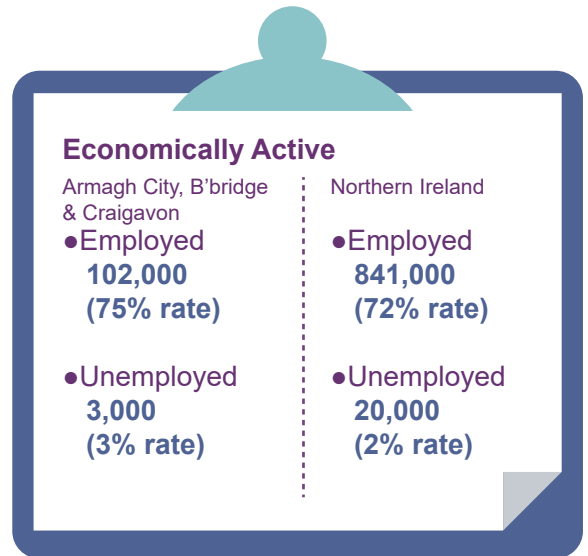 Economically Active
Armagh City, B’bridge
& Craigavon
●Employed
102,000
(75% rate)
●Unemployed
3,000
(3% rate)
Northern Ireland
●Employed
841,000
(72% rate)
●Unemployed
20,000
(2% rate)